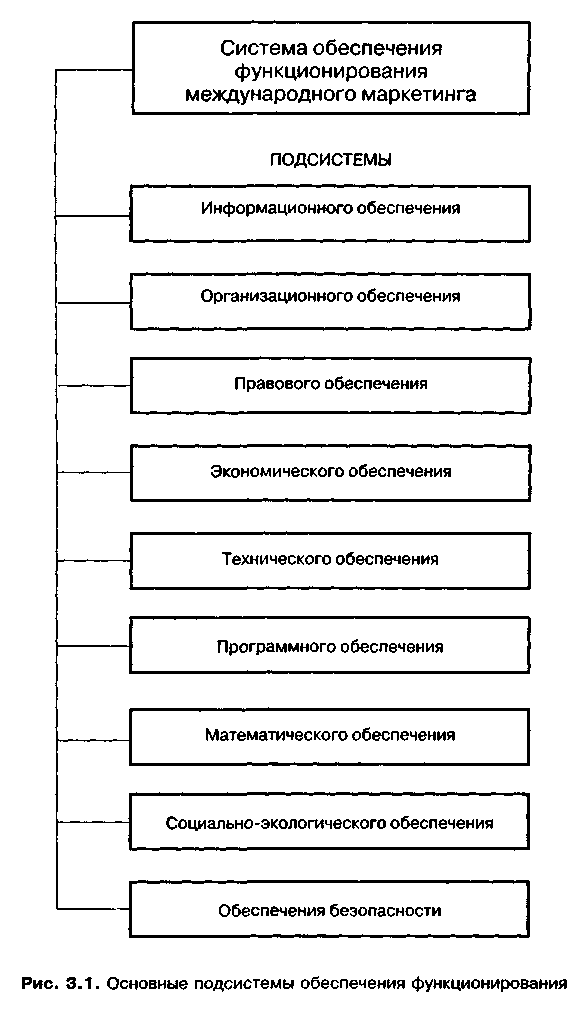 Система обеспечения
функционирования
международного маркетинга
ПОДСИСТЕМЫ
Информационного обеспечения
Организационного обеспечения
Правового обеспечения
Экономического обеспечения
Технического обеспечения
Программного обеспечения
Математического обеспечения
Социально-экологического обеспечения
Обеспечения безопасности
Рис. 3.1. Основные подсистемы обеспечения функционирования